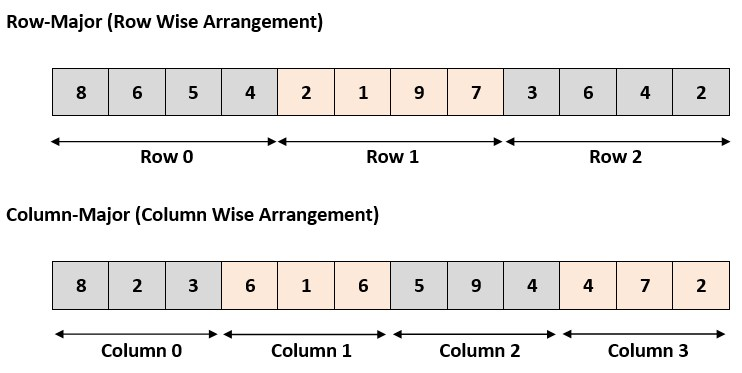 Row-Major (Row Wise Arrangement)
8 6 5 4 2 1 9 7 3 6 4 2
Row 0 Row 1 Row 2
Column-Major (Column Wise Arrangement)
8 2 3 6 1 6 5 9 4 4 7 2
Column 0 Column 1 Column 2 Column 3